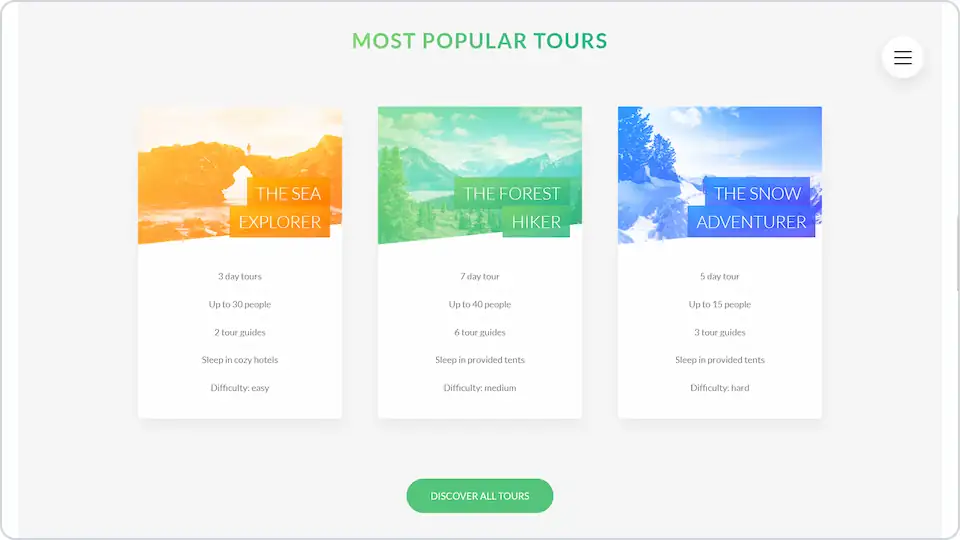 MOST POPULAR TOURS
THE SEA
EXPLORER
3 day tours
Up to 30 people
2 tour guides
Sleep in cozy hotels
Difficulty: easy
THE FOREST
HIKER
7 day tour
Up to 40 people
6 tour guides
Sleep in provided tents
Difficulty: medium
THE SNOW
ADVENTURER
5 day tour
Up to 15 people
3 tour guides
Sleep in provided tents
Difficulty: hard
DISCOVER ALL TOURS